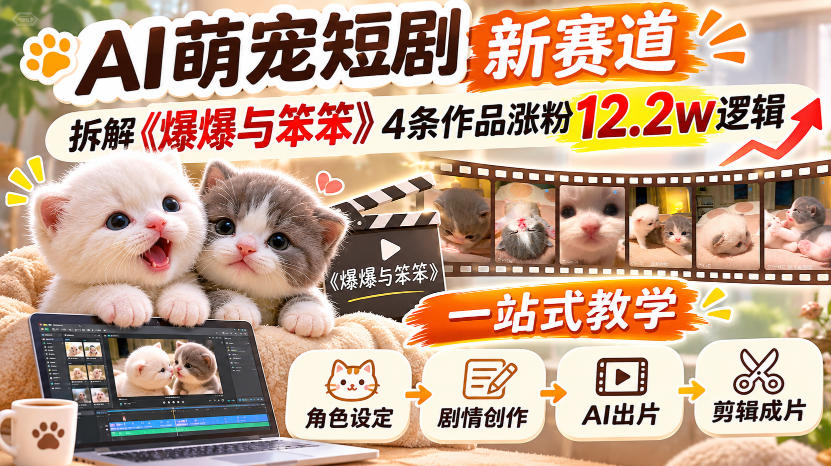 AI萌宠短剧 新赛道
拆解《爆爆与笨笨》4条作品涨粉12.2w逻辑
《爆爆与笨笨》
一站式教学
角色设定
剧情创作
AI出片
剪辑成片